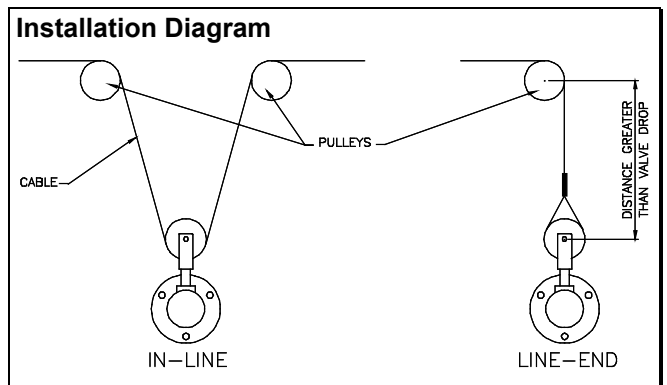 Installation Diagram
PULLEYS
CABLE
DISTANCE GREATER
THAN VALVE DROP
IN-LINE
LINE-END